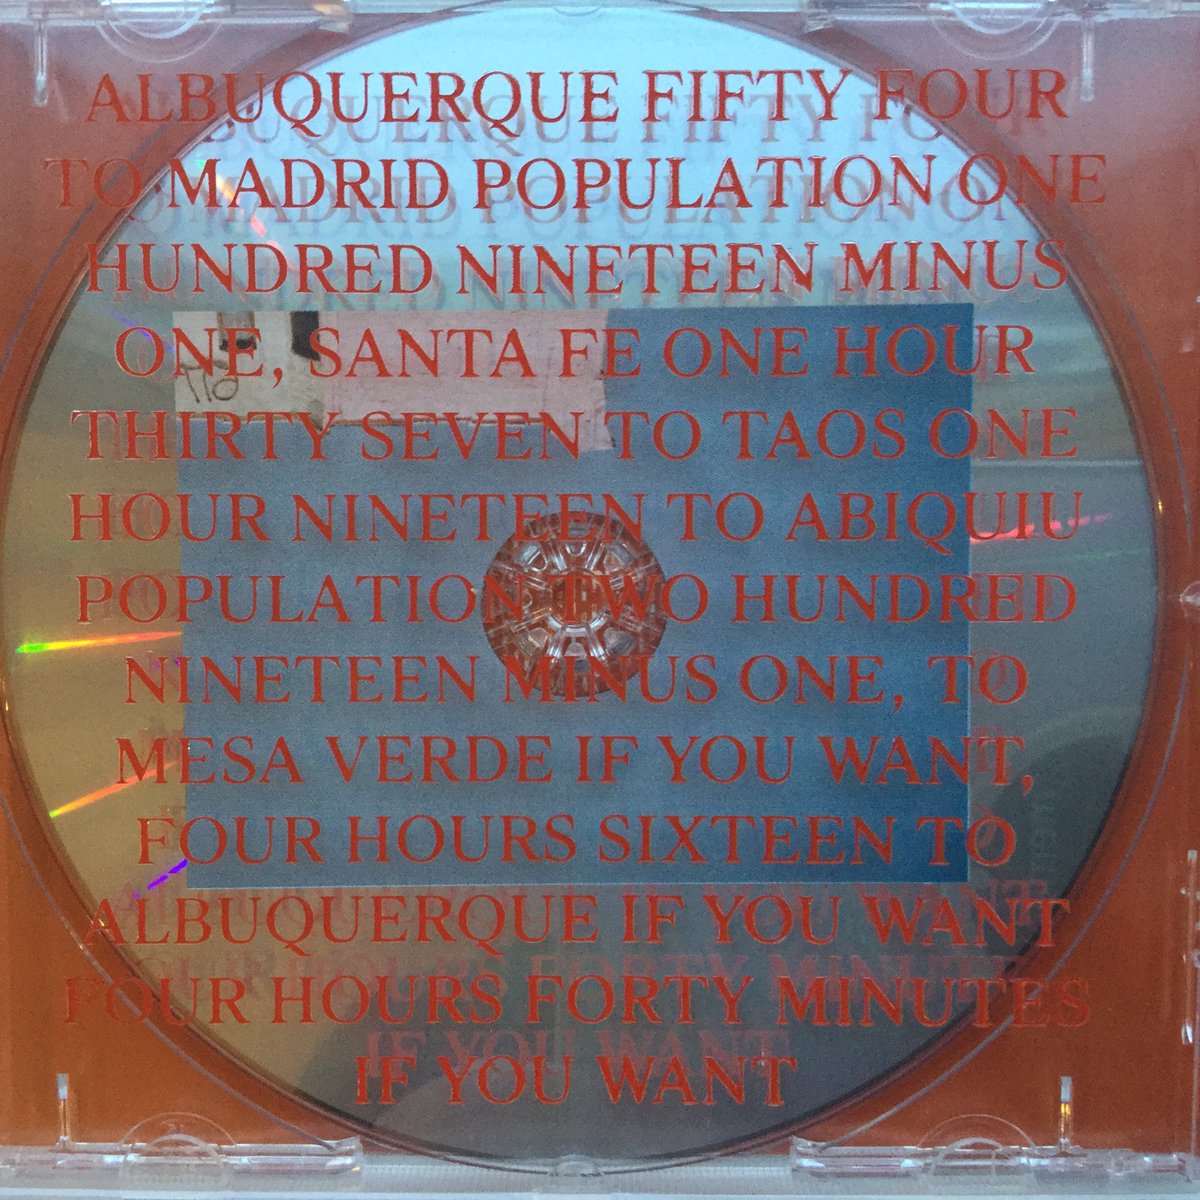 ALBUQUERQUE FIFTY FOUR
TO MADRID POPULATION ONE
HUNDRED NINETEEN MINUS
ONE, SANTA FE ONE HOUR
THIRTY SEVEN TO TAOS ONE
HOUR NINETEEN TO ABIQUIU
POPULATION TWO HUNDRED
NINETEEN MINUS ONE, TO
MESA VERDE IF YOU WANT,
FOUR HOURS SIXTEEN TO
ALBUQUERQUE IF YOU WANT
FOUR HOURS FORTY MINUTES
IF YOU WANT